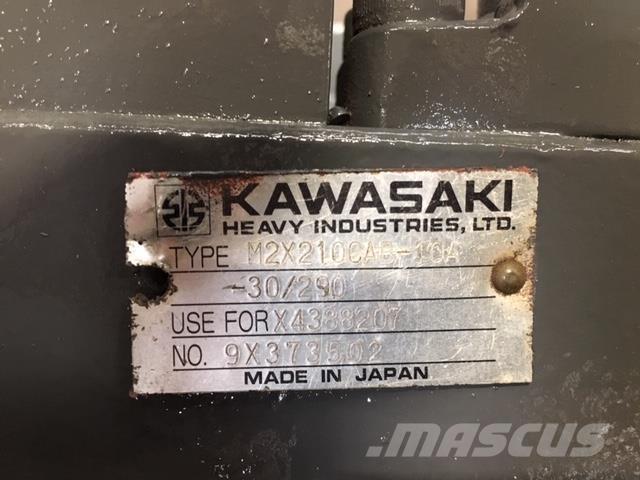 KAWASAKI
HEAVY INDUSTRIES, LTD.
TYPE M2X210CAB-10A
-30/290
USE FOR X4388207
NO. 9X373502
MADE IN JAPAN
MASCUS